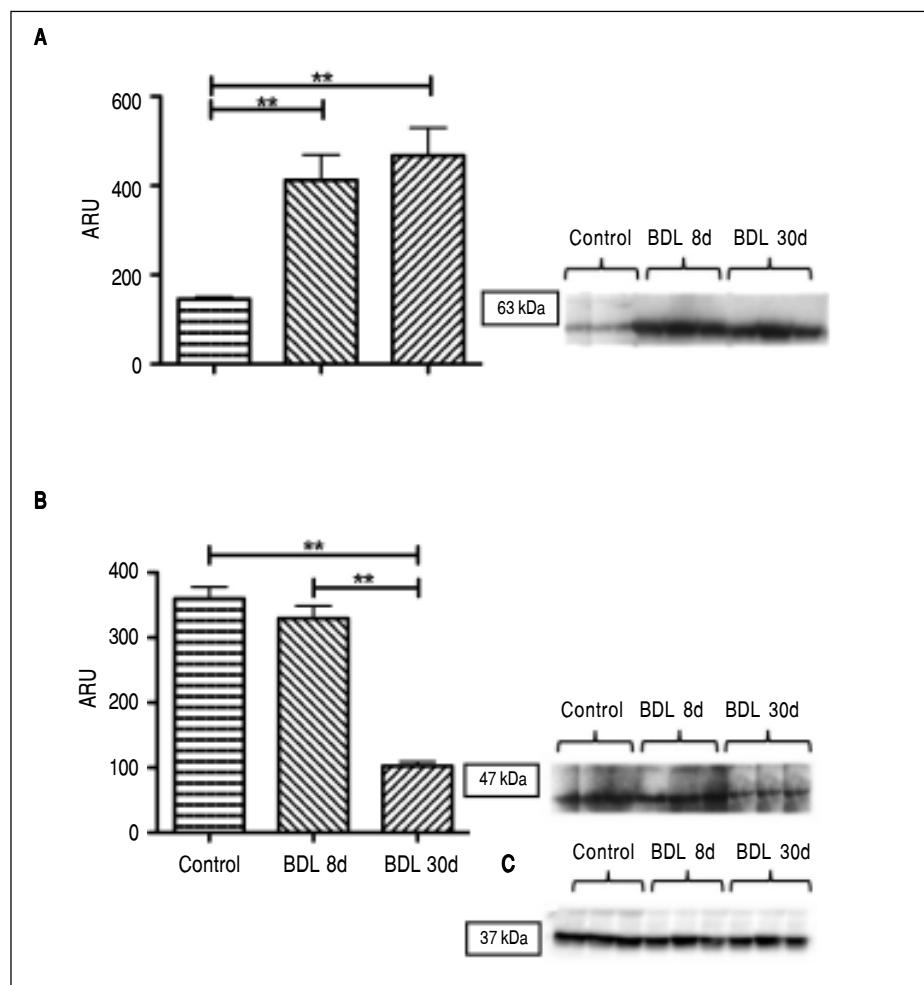 A
**
**
600
400
200
0
ARU
Control BDL 8d BDL 30d
63 kDa
B
**
**
400
300
200
100
0
ARU
Control BDL 8d BDL 30d
Control BDL 8d BDL 30d
47 kDa
C
Control BDL 8d BDL 30d
37 kDa